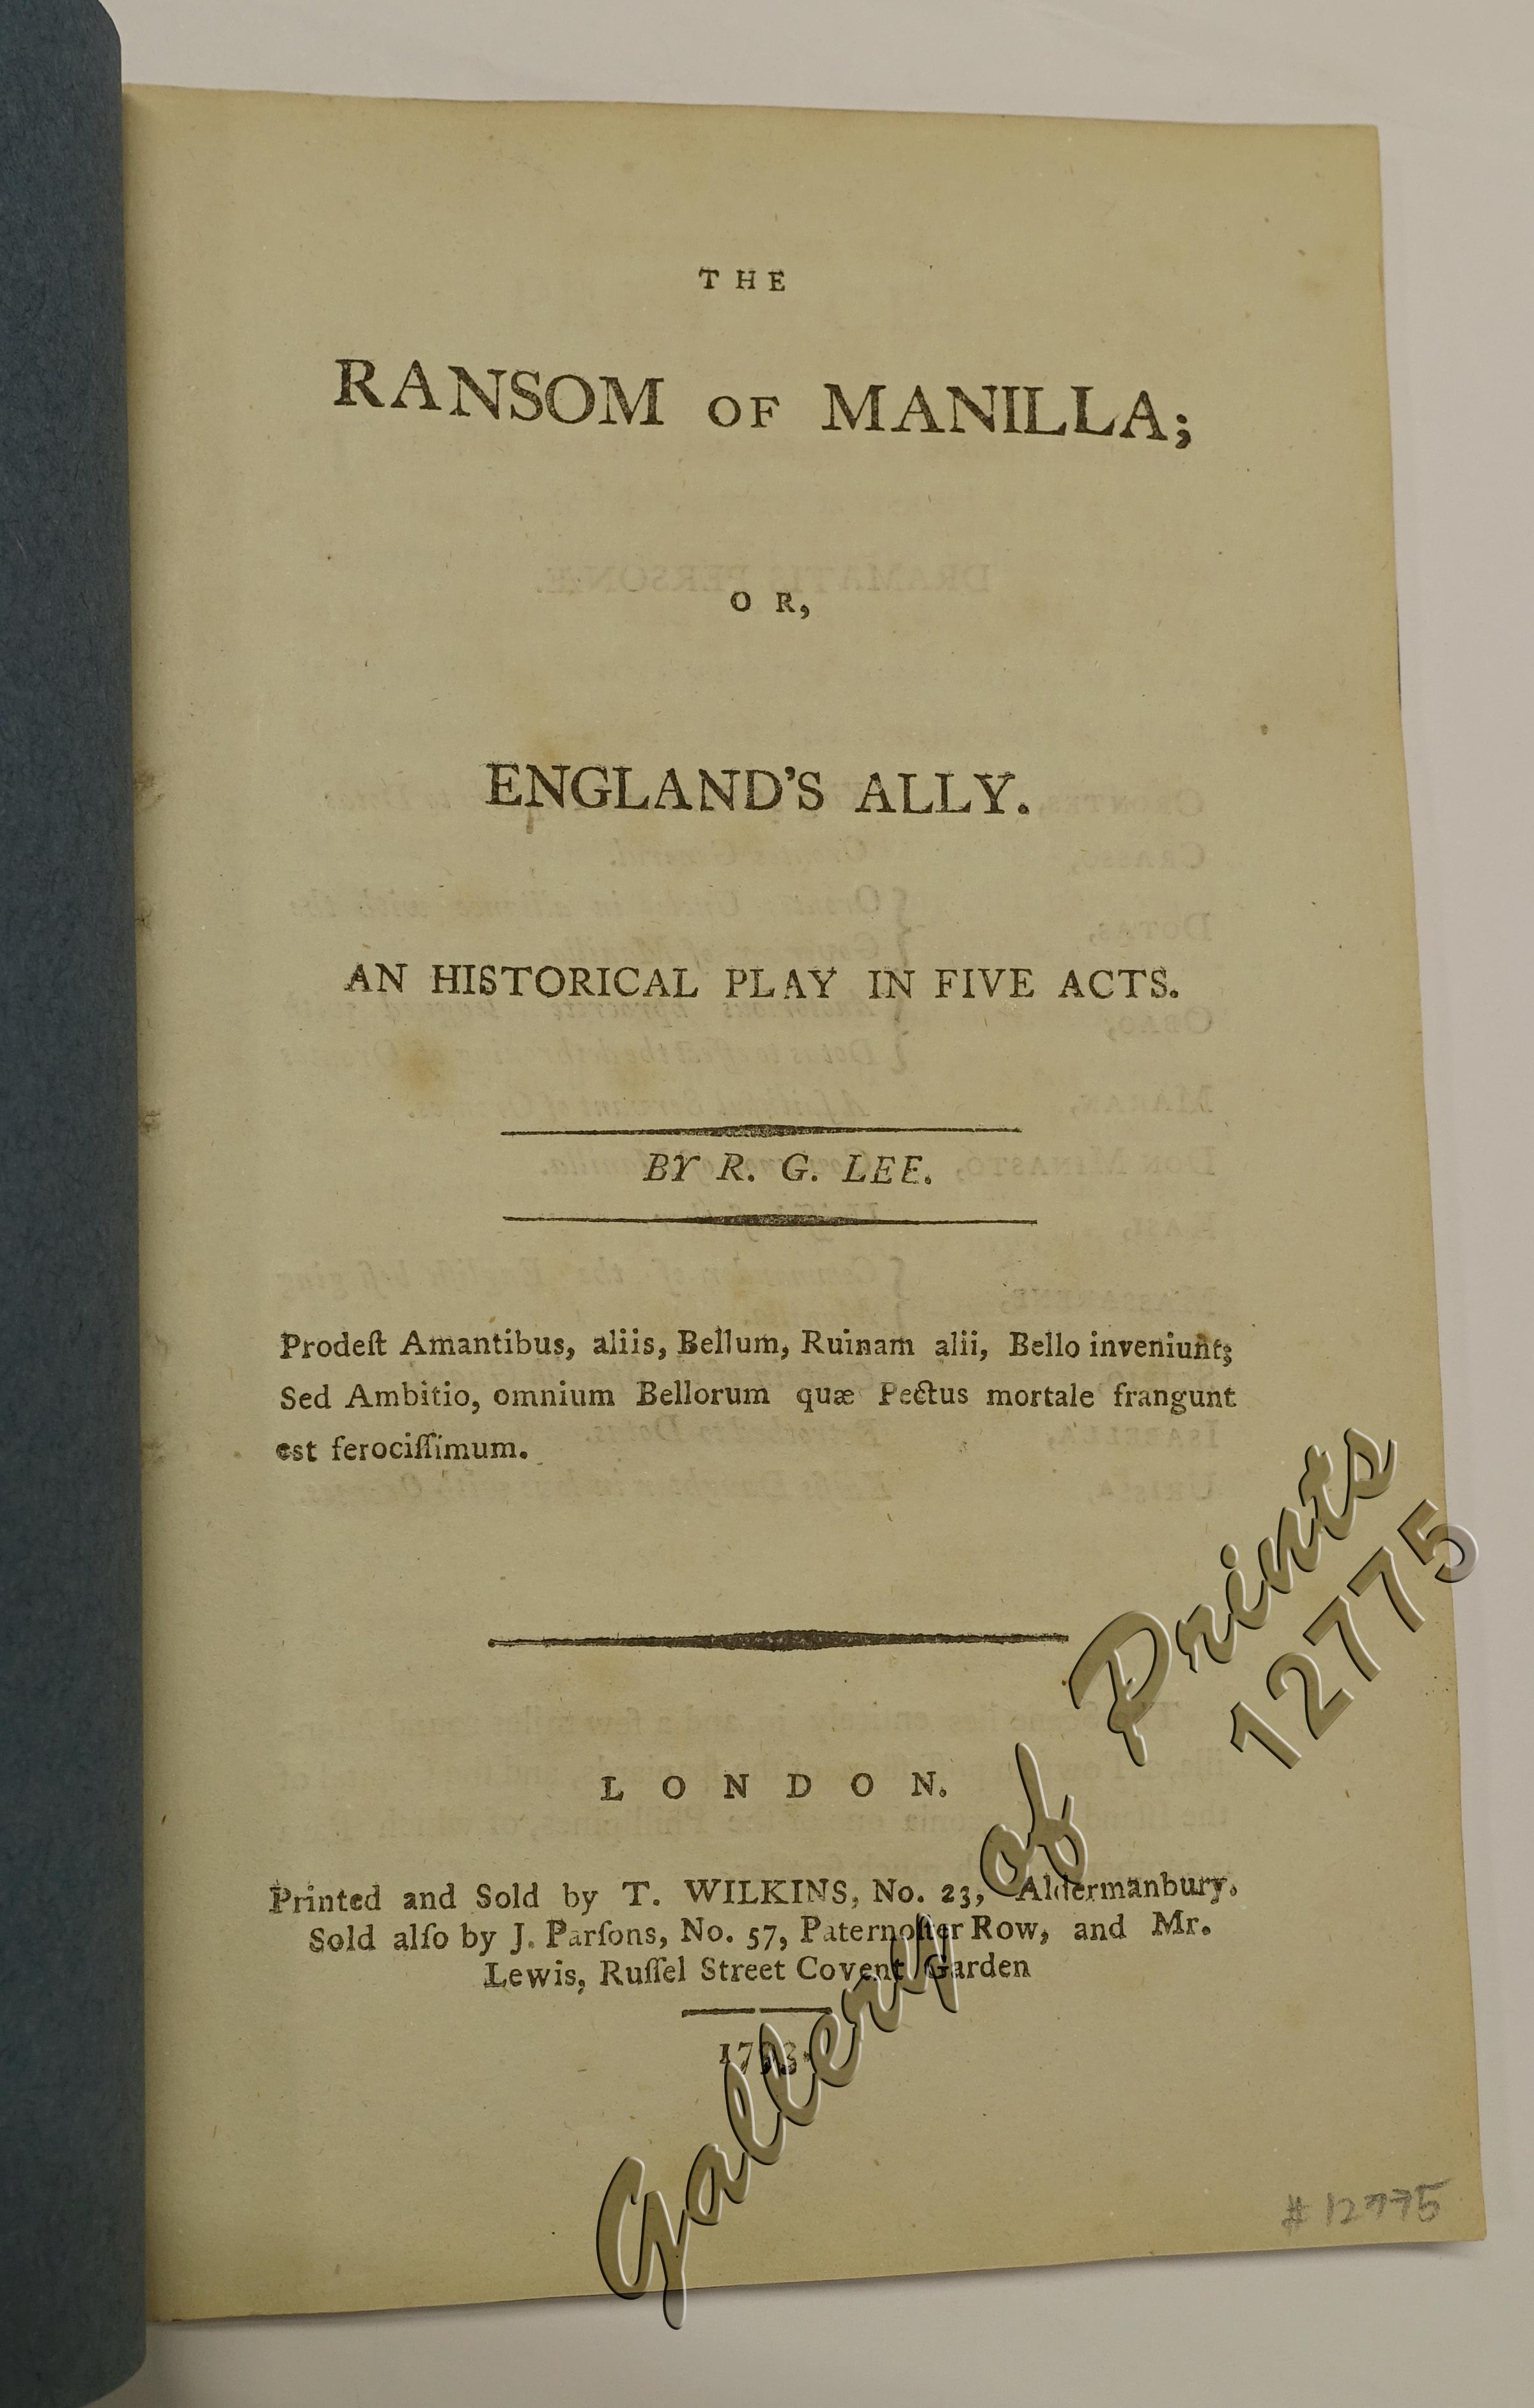 THE
RANSOM OF MANILLA;
OR,
ENGLAND'S ALLY.
AN HISTORICAL PLAY IN FIVE ACTS.
BY R. G. LEE.
Prodeſt Amantibus, aliis, Bellum, Ruinam alii, Bello inveniunt;
Sed Ambitio, omnium Bellorum quæ Pectus mortale frangunt
est ferociſſimum.
LONDON.
Printed and Sold by T. WILKINS, No. 23, Aldermanbury.
Sold alſo by J. Parſons, No. 57, Paternoſter Row, and Mr.
Lewis, Ruſſel Street Covent Garden
1793.
Gallery of Prints
12775
#12775